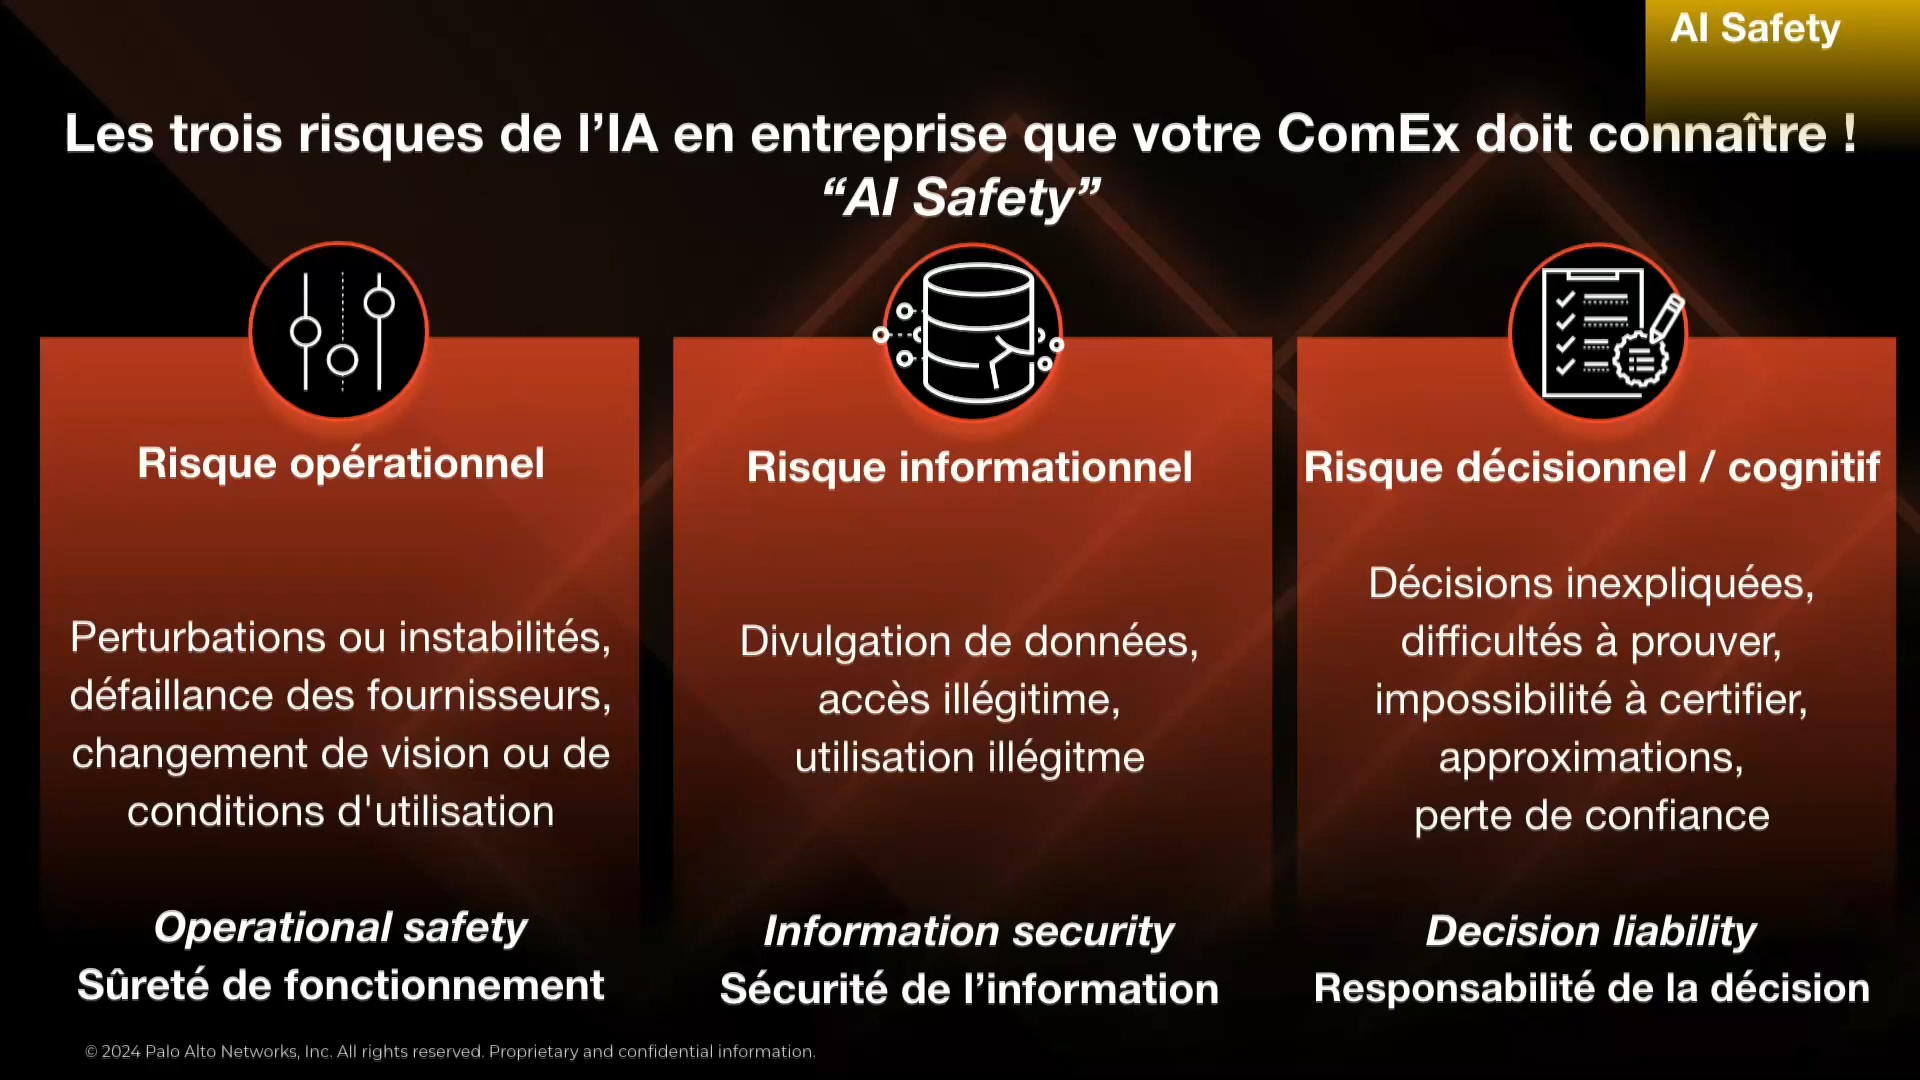 AI Safety
Les trois risques de l’IA en entreprise que votre ComEx doit connaître !
“AI Safety”
Risque opérationnel
Perturbations ou instabilités,
défaillance des fournisseurs,
changement de vision ou de
conditions d'utilisation
Operational safety
Sûreté de fonctionnement
Risque informationnel
Divulgation de données,
accès illégitime,
utilisation illégitme
Information security
Sécurité de l’information
Risque décisionnel / cognitif
Décisions inexpliquées,
difficultés à prouver,
impossibilité à certifier,
approximations,
perte de confiance
Decision liability
Responsabilité de la décision
© 2024 Palo Alto Networks, Inc. All rights reserved. Proprietary and confidential information.